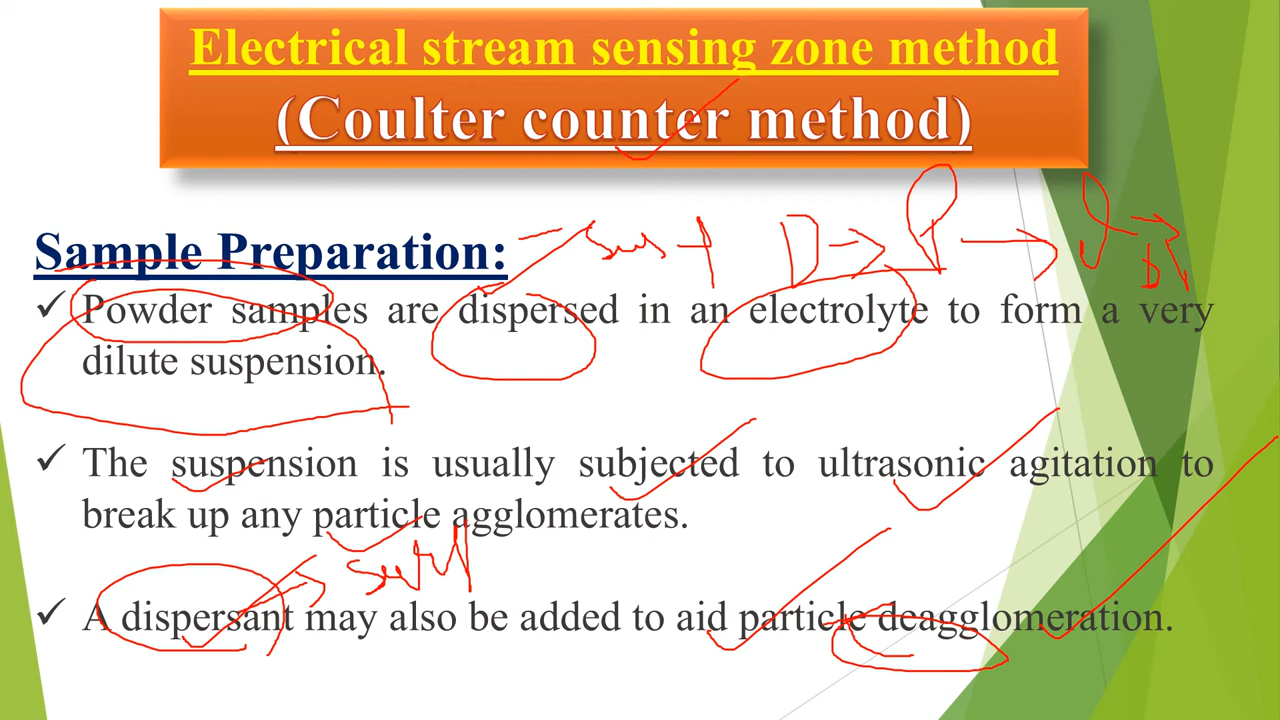 Electrical stream sensing zone method
(Coulter counter method)
Sample Preparation:
✓ Powder samples are dispersed in an electrolyte to form a very
dilute suspension.
✓ The suspension is usually subjected to ultrasonic agitation to
break up any particle agglomerates.
✓ A dispersant may also be added to aid particle deagglomeration.